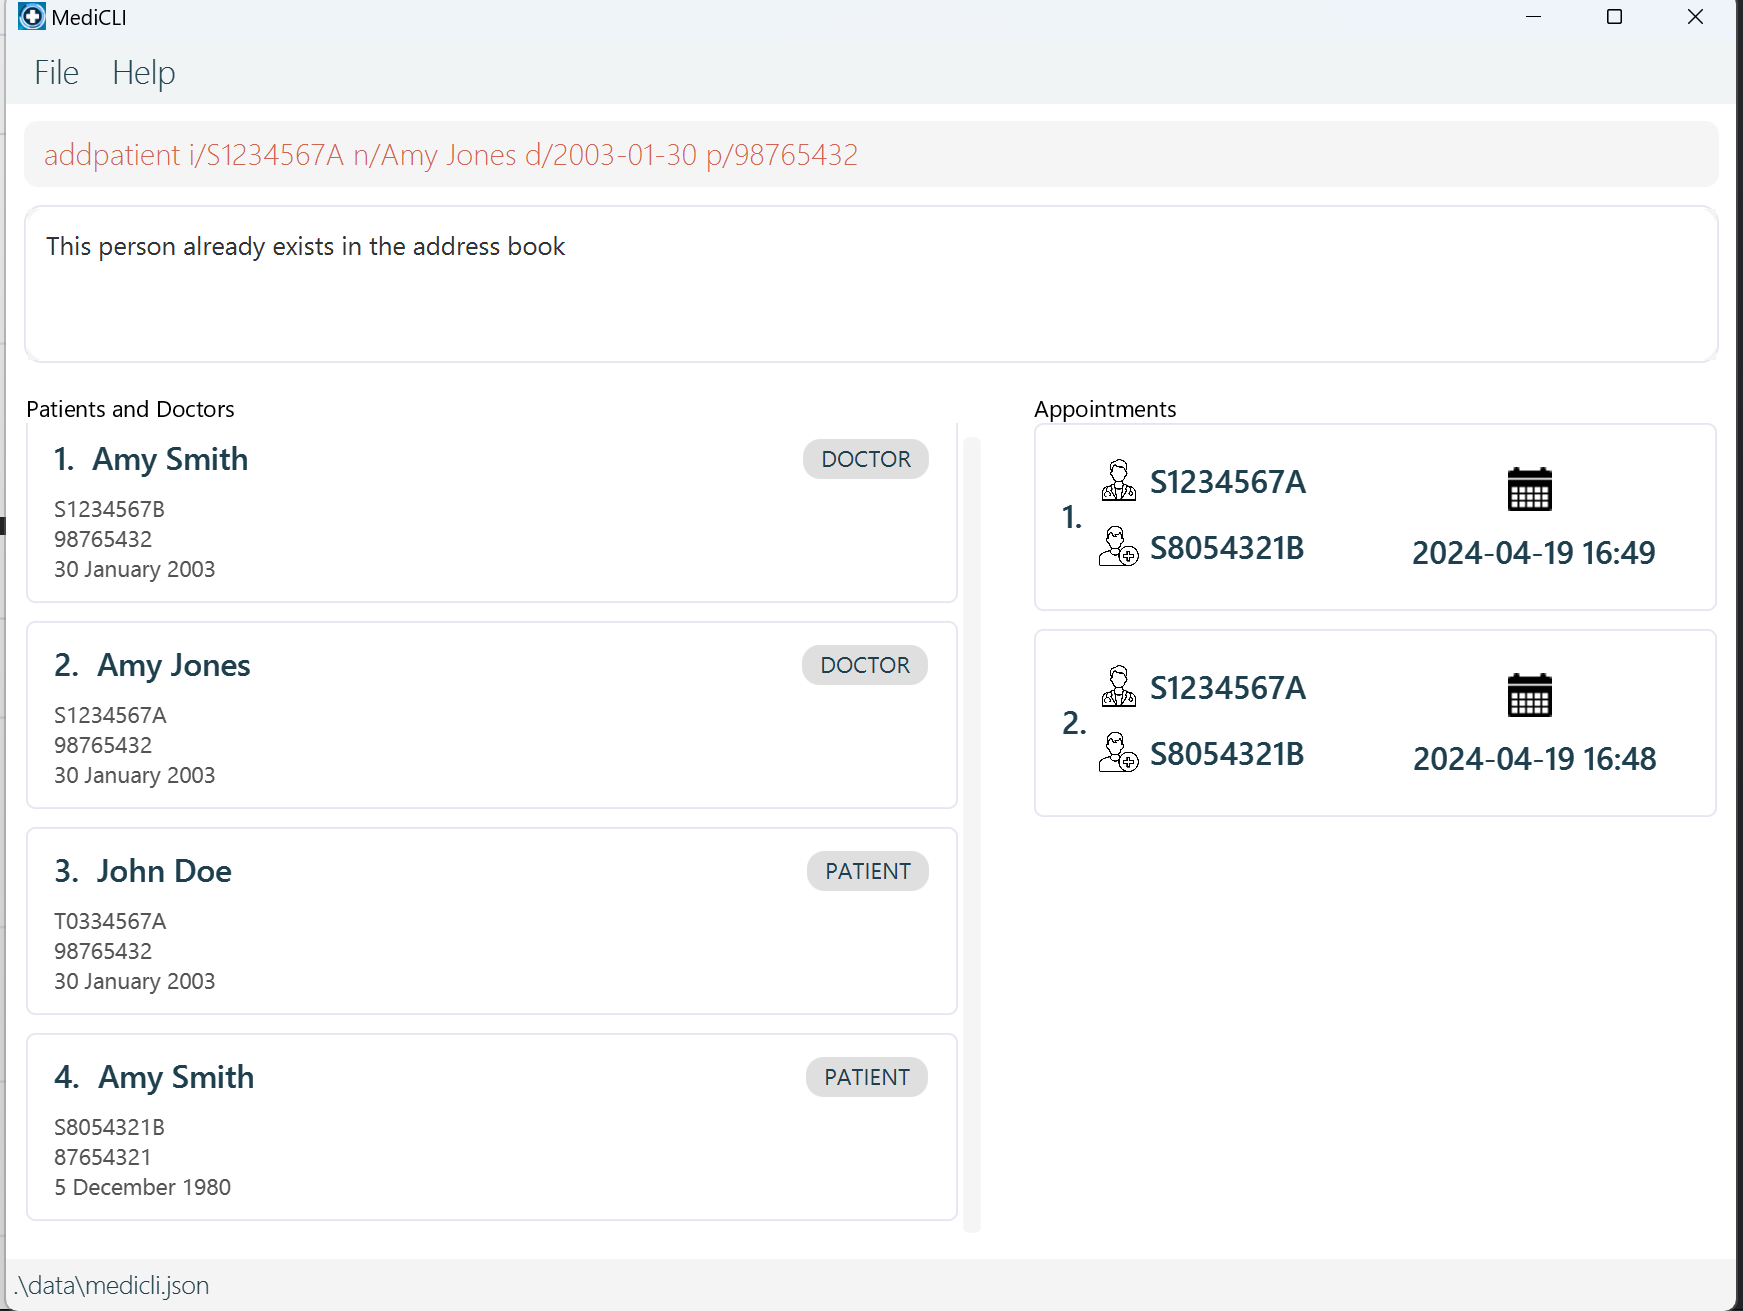 MediCLI
File Help
addpatient i/S1234567A n/Amy Jones d/2003-01-30 p/98765432
This person already exists in the address book
Patients and Doctors
1. Amy Smith DOCTOR
S1234567B
98765432
30 January 2003
2. Amy Jones DOCTOR
S1234567A
98765432
30 January 2003
3. John Doe PATIENT
T0334567A
98765432
30 January 2003
4. Amy Smith PATIENT
S8054321B
87654321
5 December 1980
Appointments
1. S1234567A
S8054321B
2024-04-19 16:49
2. S1234567A
S8054321B
2024-04-19 16:48
.\data\medicli.json